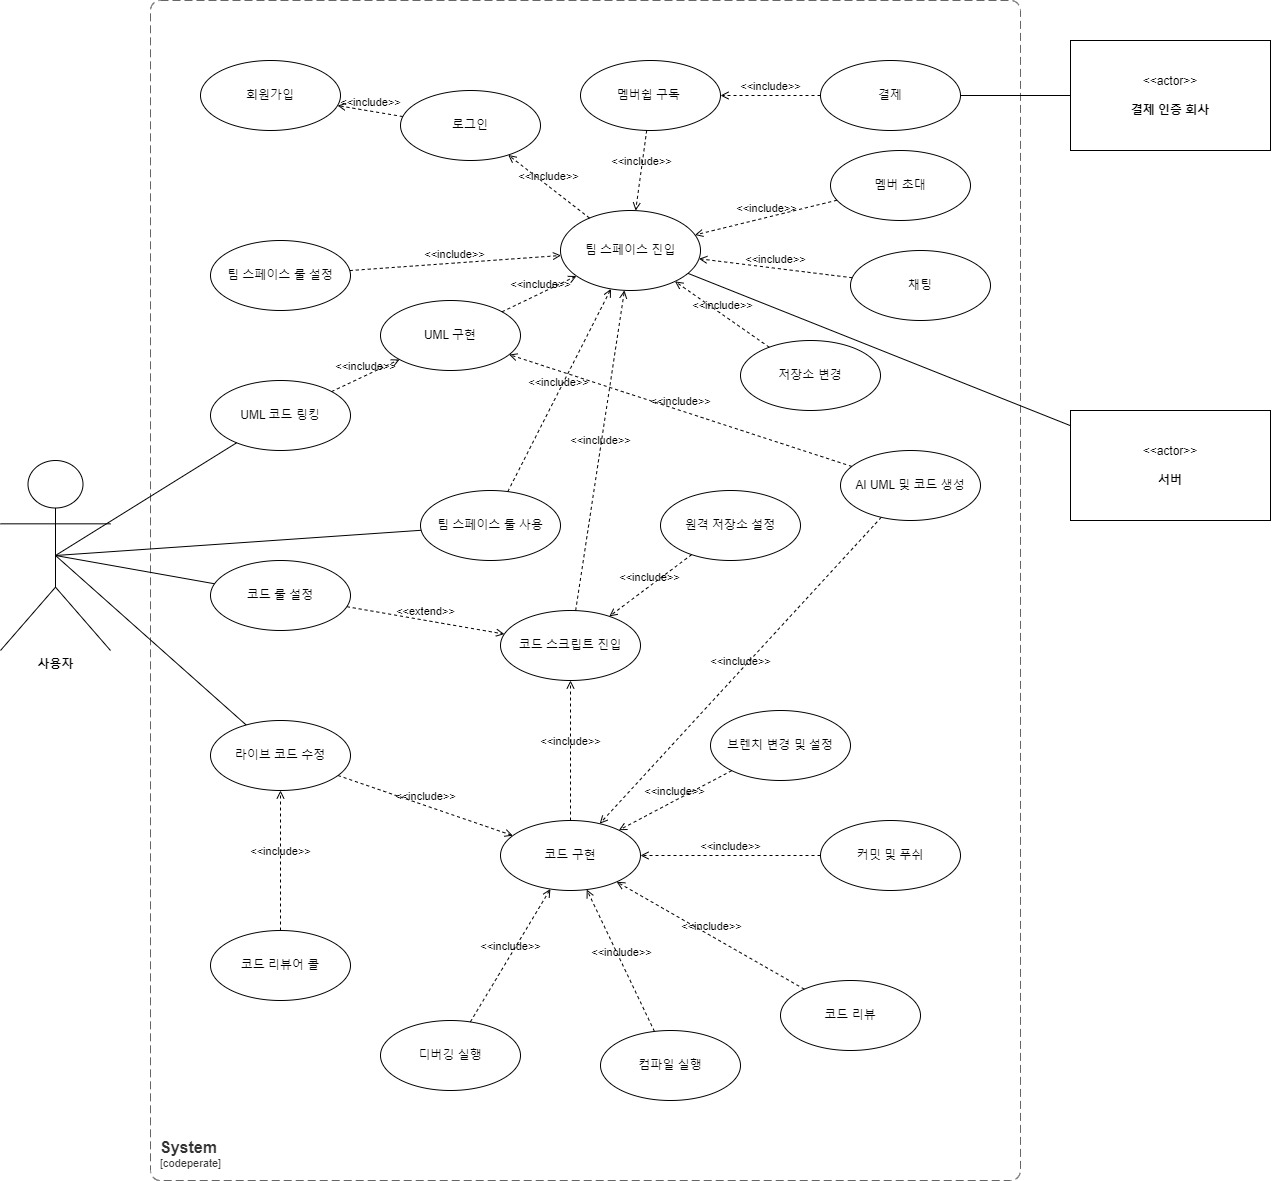 <<actor>>
결제 인증 회사
회원가입
<<include>>
로그인
멤버쉽 구독
<<include>>
결제
<<include>>
<<include>>
멤버 초대
<<include>>
팀 스페이스 진입
팀 스페이스 룰 설정
<<include>>
<<include>>
채팅
<<include>>
<<include>>
UML 구현
<<include>>
저장소 변경
<<include>>
<<include>>
UML 코드 링킹
<<include>>
<<include>>
<<actor>>
서버
AI UML 및 코드 생성
팀 스페이스 룰 사용
원격 저장소 설정
<<include>>
코드 룰 설정
<<extend>>
코드 스크립트 진입
사용자
<<include>>
<<include>>
라이브 코드 수정
브렌치 변경 및 설정
<<include>>
<<include>>
<<include>>
코드 구현
<<include>>
커밋 및 푸쉬
<<include>>
<<include>>
<<include>>
코드 리뷰어 콜
코드 리뷰
디버깅 실행
컴파일 실행
System
[codeperate]